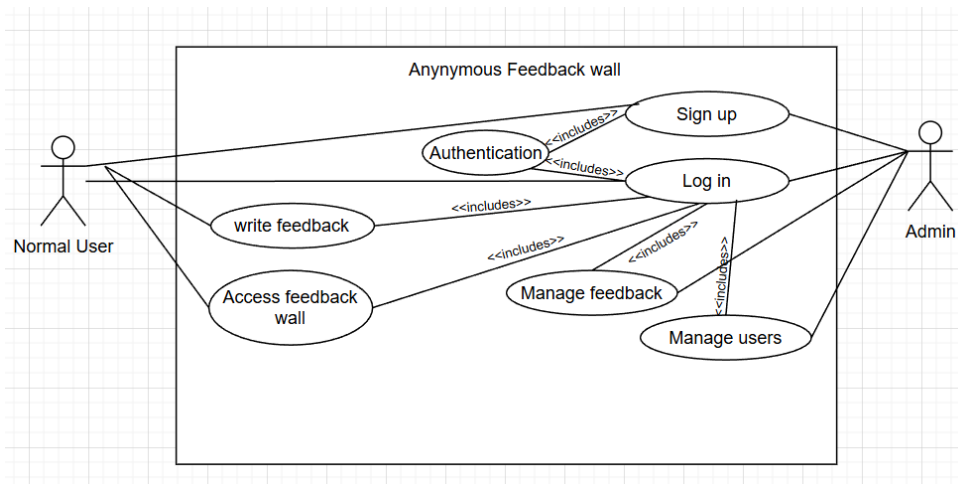 Anynymous Feedback wall
Sign up
<<includes>>
Authentication
<<includes>>
Log in
<<includes>>
write feedback
<<includes>>
<<includes>>
<<includes>>
Normal User
Admin
Access feedback
wall
Manage feedback
Manage users